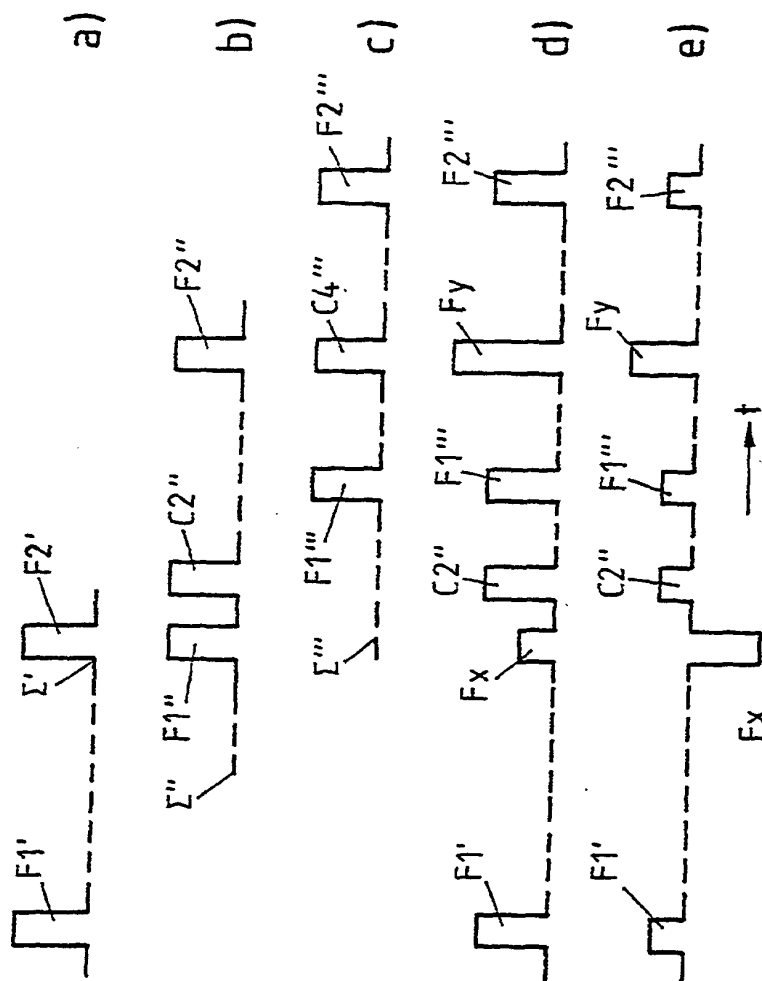 F1' Σ' F2' a)
Σ'' F1'' C2'' F2'' b)
Σ''' F1''' C4''' F2''' c)
F1' Fx C2'' F1''' Fy F2''' d)
F1' Fx C2'' F1''' Fy F2''' e)
t